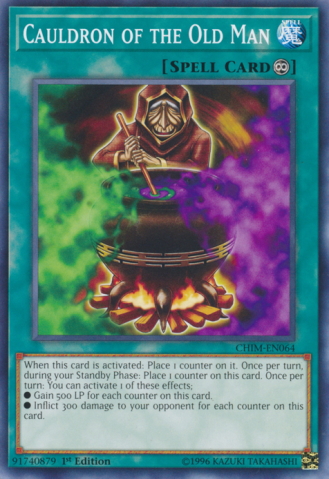 CAULDRON OF THE OLD MAN
SPELL
魔
[SPELL CARD]
CHIM-EN064
When this card is activated: Place 1 counter on it. Once per turn,
during your Standby Phase: Place 1 counter on this card. Once per
turn: You can activate 1 of these effects;
● Gain 500 LP for each counter on this card.
● Inflict 300 damage to your opponent for each counter on this
card.
91740879 1st Edition ©1996 KAZUKI TAKAHASHI